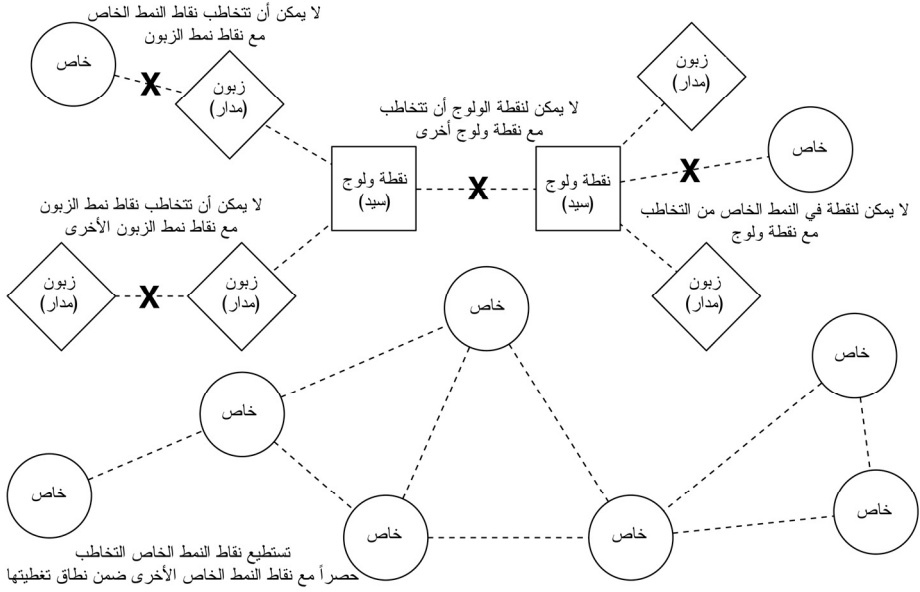 لا يمكن أن تتخاطب نقاط النمط الخاص
مع نقاط نمط الزبون
خاص
زبون
(مدار)
زبون
(مدار)
لا يمكن لنقطة الولوج أن تتخاطب
مع نقطة ولوج أخرى
خاص
نقطة ولوج
(سيد)
نقطة ولوج
(سيد)
لا يمكن أن تتخاطب نقاط نمط الزبون
مع نقاط نمط الزبون الأخرى
لا يمكن لنقطة في النمط الخاص من التخاطب
مع نقطة ولوج
زبون
(مدار)
زبون
(مدار)
زبون
(مدار)
خاص
خاص
خاص
خاص
خاص
خاص
خاص
تستطيع نقاط النمط الخاص التخاطب
حصراً مع نقاط النمط الخاص الأخرى ضمن نطاق تغطيتها